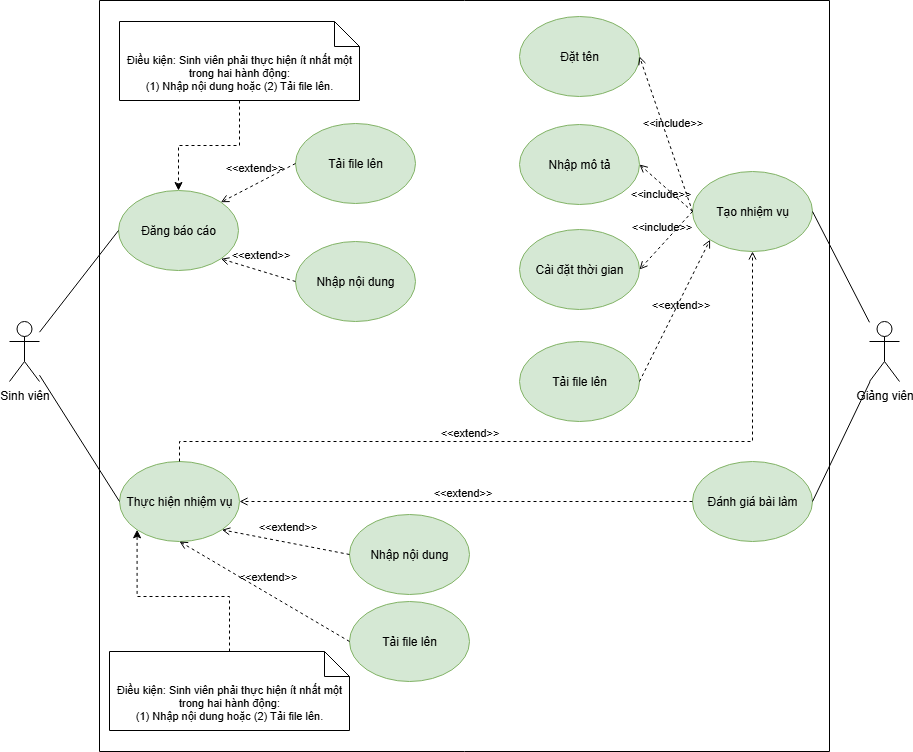 Điều kiện: Sinh viên phải thực hiện ít nhất một
trong hai hành động:
(1) Nhập nội dung hoặc (2) Tải file lên.
Đặt tên
<<include>>
Tải file lên
<<extend>>
Nhập mô tả
<<include>>
Tạo nhiệm vụ
Đăng báo cáo
<<include>>
<<extend>>
Nhập nội dung
Cài đặt thời gian
<<extend>>
Tải file lên
Sinh viên
Giảng viên
<<extend>>
<<extend>>
Thực hiện nhiệm vụ
Đánh giá bài làm
<<extend>>
Nhập nội dung
<<extend>>
Tải file lên
Điều kiện: Sinh viên phải thực hiện ít nhất một
trong hai hành động:
(1) Nhập nội dung hoặc (2) Tải file lên.